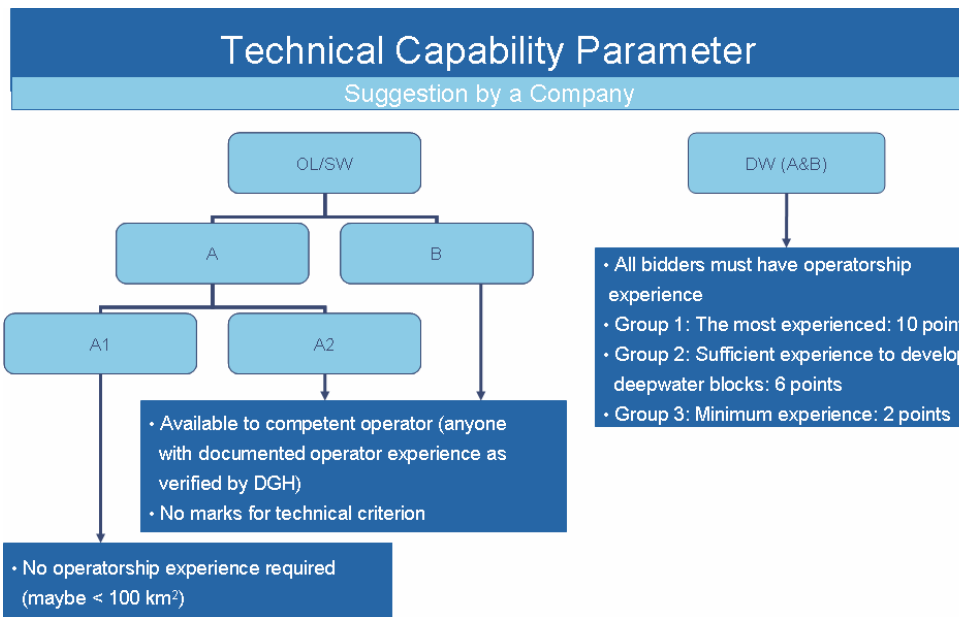 Technical Capability Parameter
Suggestion by a Company
OL/SW
DW (A&B)
A
B
A1
A2
• All bidders must have operatorship
experience
• Group 1: The most experienced: 10 poin
• Group 2: Sufficient experience to develop
deepwater blocks: 6 points
• Group 3: Minimum experience: 2 points
• Available to competent operator (anyone
with documented operator experience as
verified by DGH)
• No marks for technical criterion
• No operatorship experience required
(maybe < 100 km²)